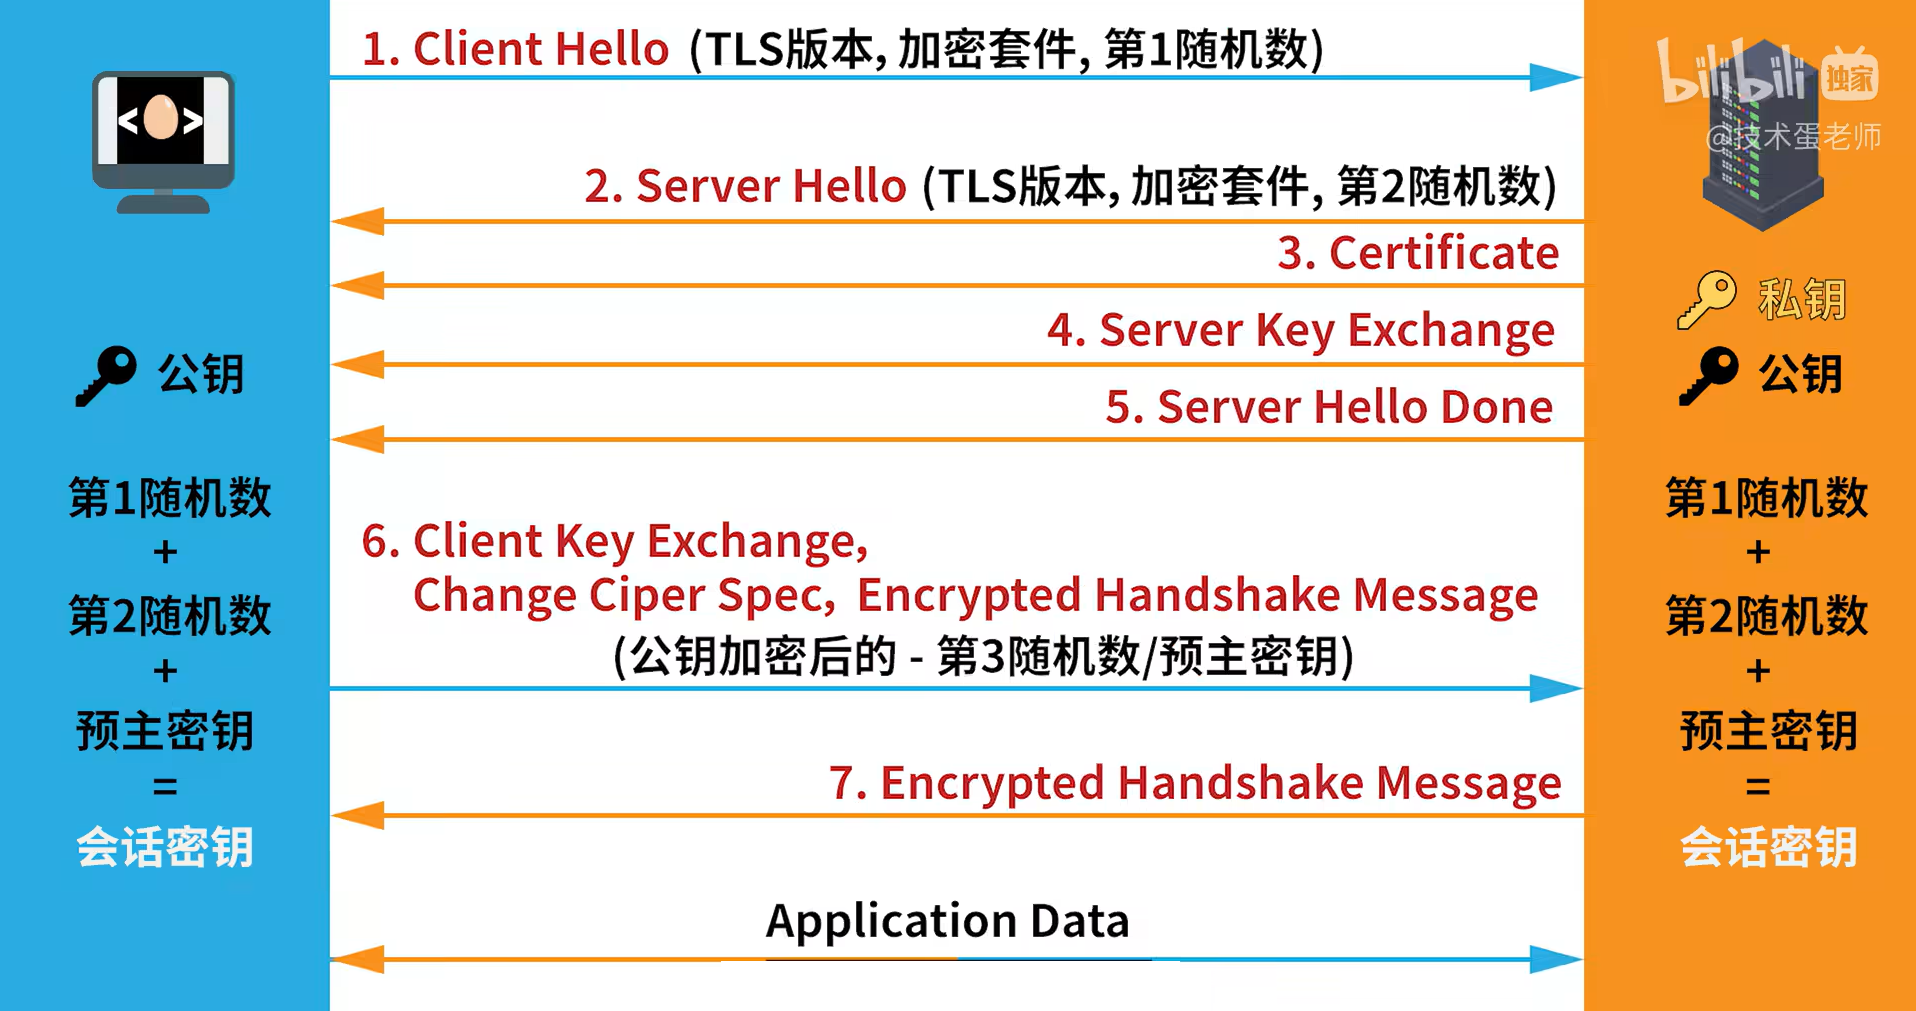 1. Client Hello (TLS版本, 加密套件, 第1随机数)
bilibili 独家
@技术蛋老师
< >
2. Server Hello (TLS版本, 加密套件, 第2随机数)
3. Certificate
私钥
4. Server Key Exchange
公钥
公钥
5. Server Hello Done
第1随机数
+
第2随机数
+
预主密钥
=
会话密钥
6. Client Key Exchange,
Change Ciper Spec, Encrypted Handshake Message
(公钥加密后的 - 第3随机数/预主密钥)
7. Encrypted Handshake Message
Application Data
第1随机数
+
第2随机数
+
预主密钥
=
会话密钥